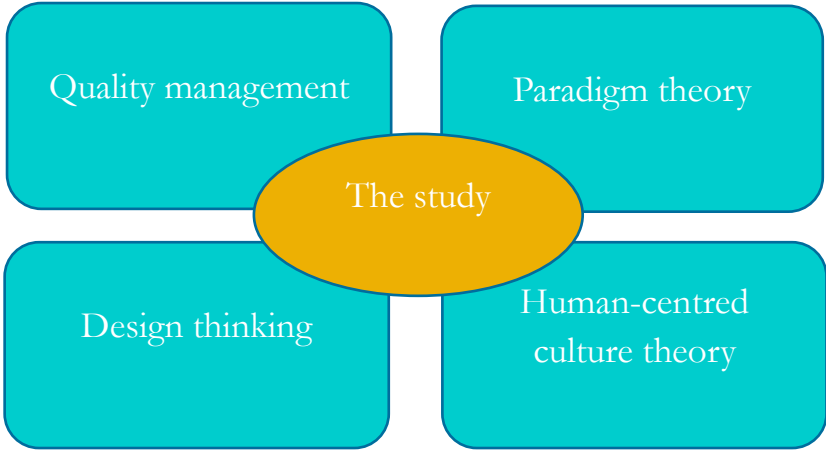 Quality management
Paradigm theory
The study
Design thinking
Human-centred
culture theory